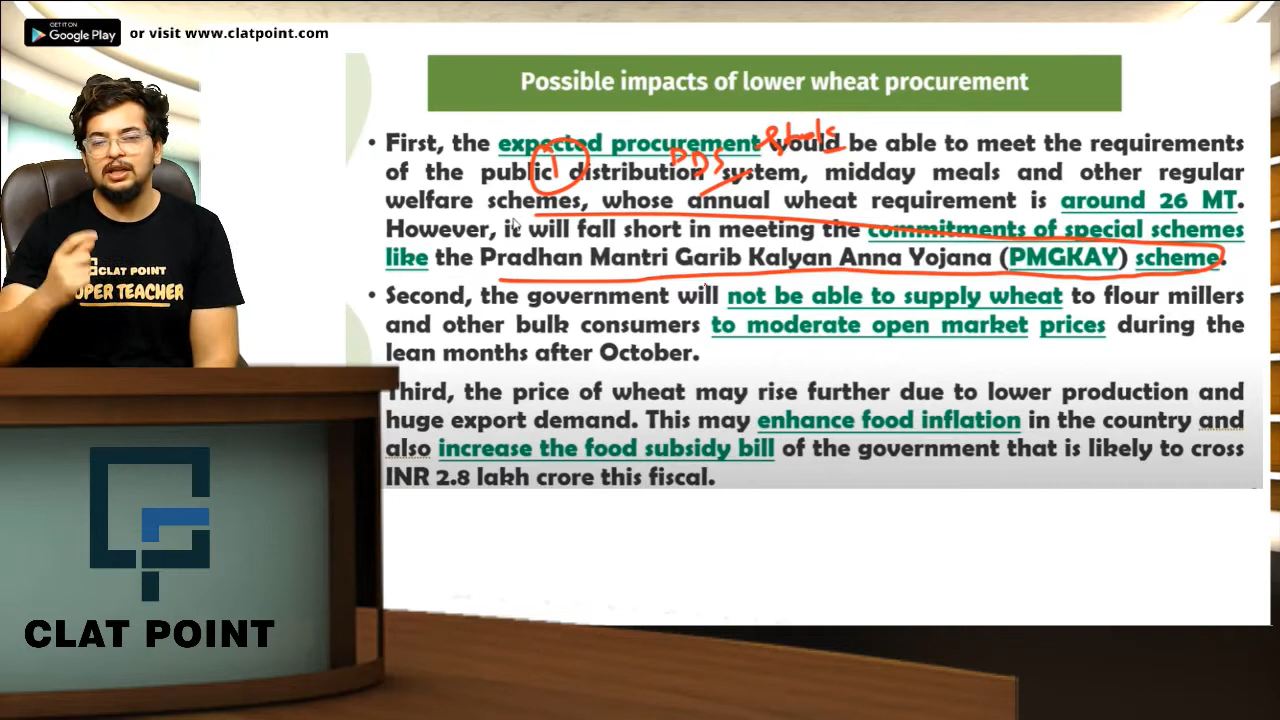 GET IT ON
Google Play
or visit www.clatpoint.com
Possible impacts of lower wheat procurement
• First, the expected procurement would be able to meet the requirements
of the public distribution system, midday meals and other regular
welfare schemes, whose annual wheat requirement is around 26 MT.
However, it will fall short in meeting the commitments of special schemes
like the Pradhan Mantri Garib Kalyan Anna Yojana (PMGKAY) scheme.
• Second, the government will not be able to supply wheat to flour millers
and other bulk consumers to moderate open market prices during the
lean months after October.
Third, the price of wheat may rise further due to lower production and
huge export demand. This may enhance food inflation in the country and
also increase the food subsidy bill of the government that is likely to cross
INR 2.8 lakh crore this fiscal.
1
PDS
CLAT POINT
SUPER TEACHER
CLAT POINT